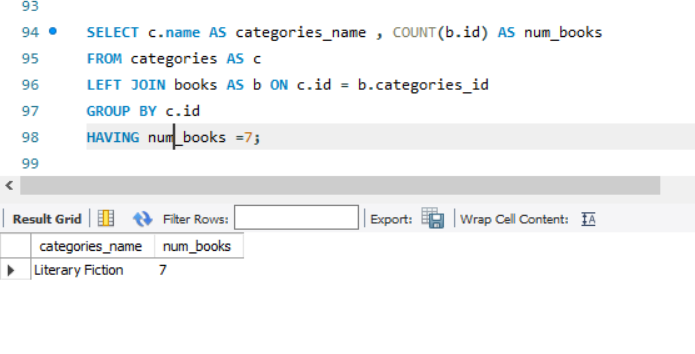 93
94 SELECT c.name AS categories_name , COUNT(b.id) AS num_books
95 FROM categories AS c
96 LEFT JOIN books AS b ON c.id = b.categories_id
97 GROUP BY c.id
98 HAVING num_books =7;
99
Result Grid Filter Rows: Export: Wrap Cell Content:
categories_name num_books
Literary Fiction 7